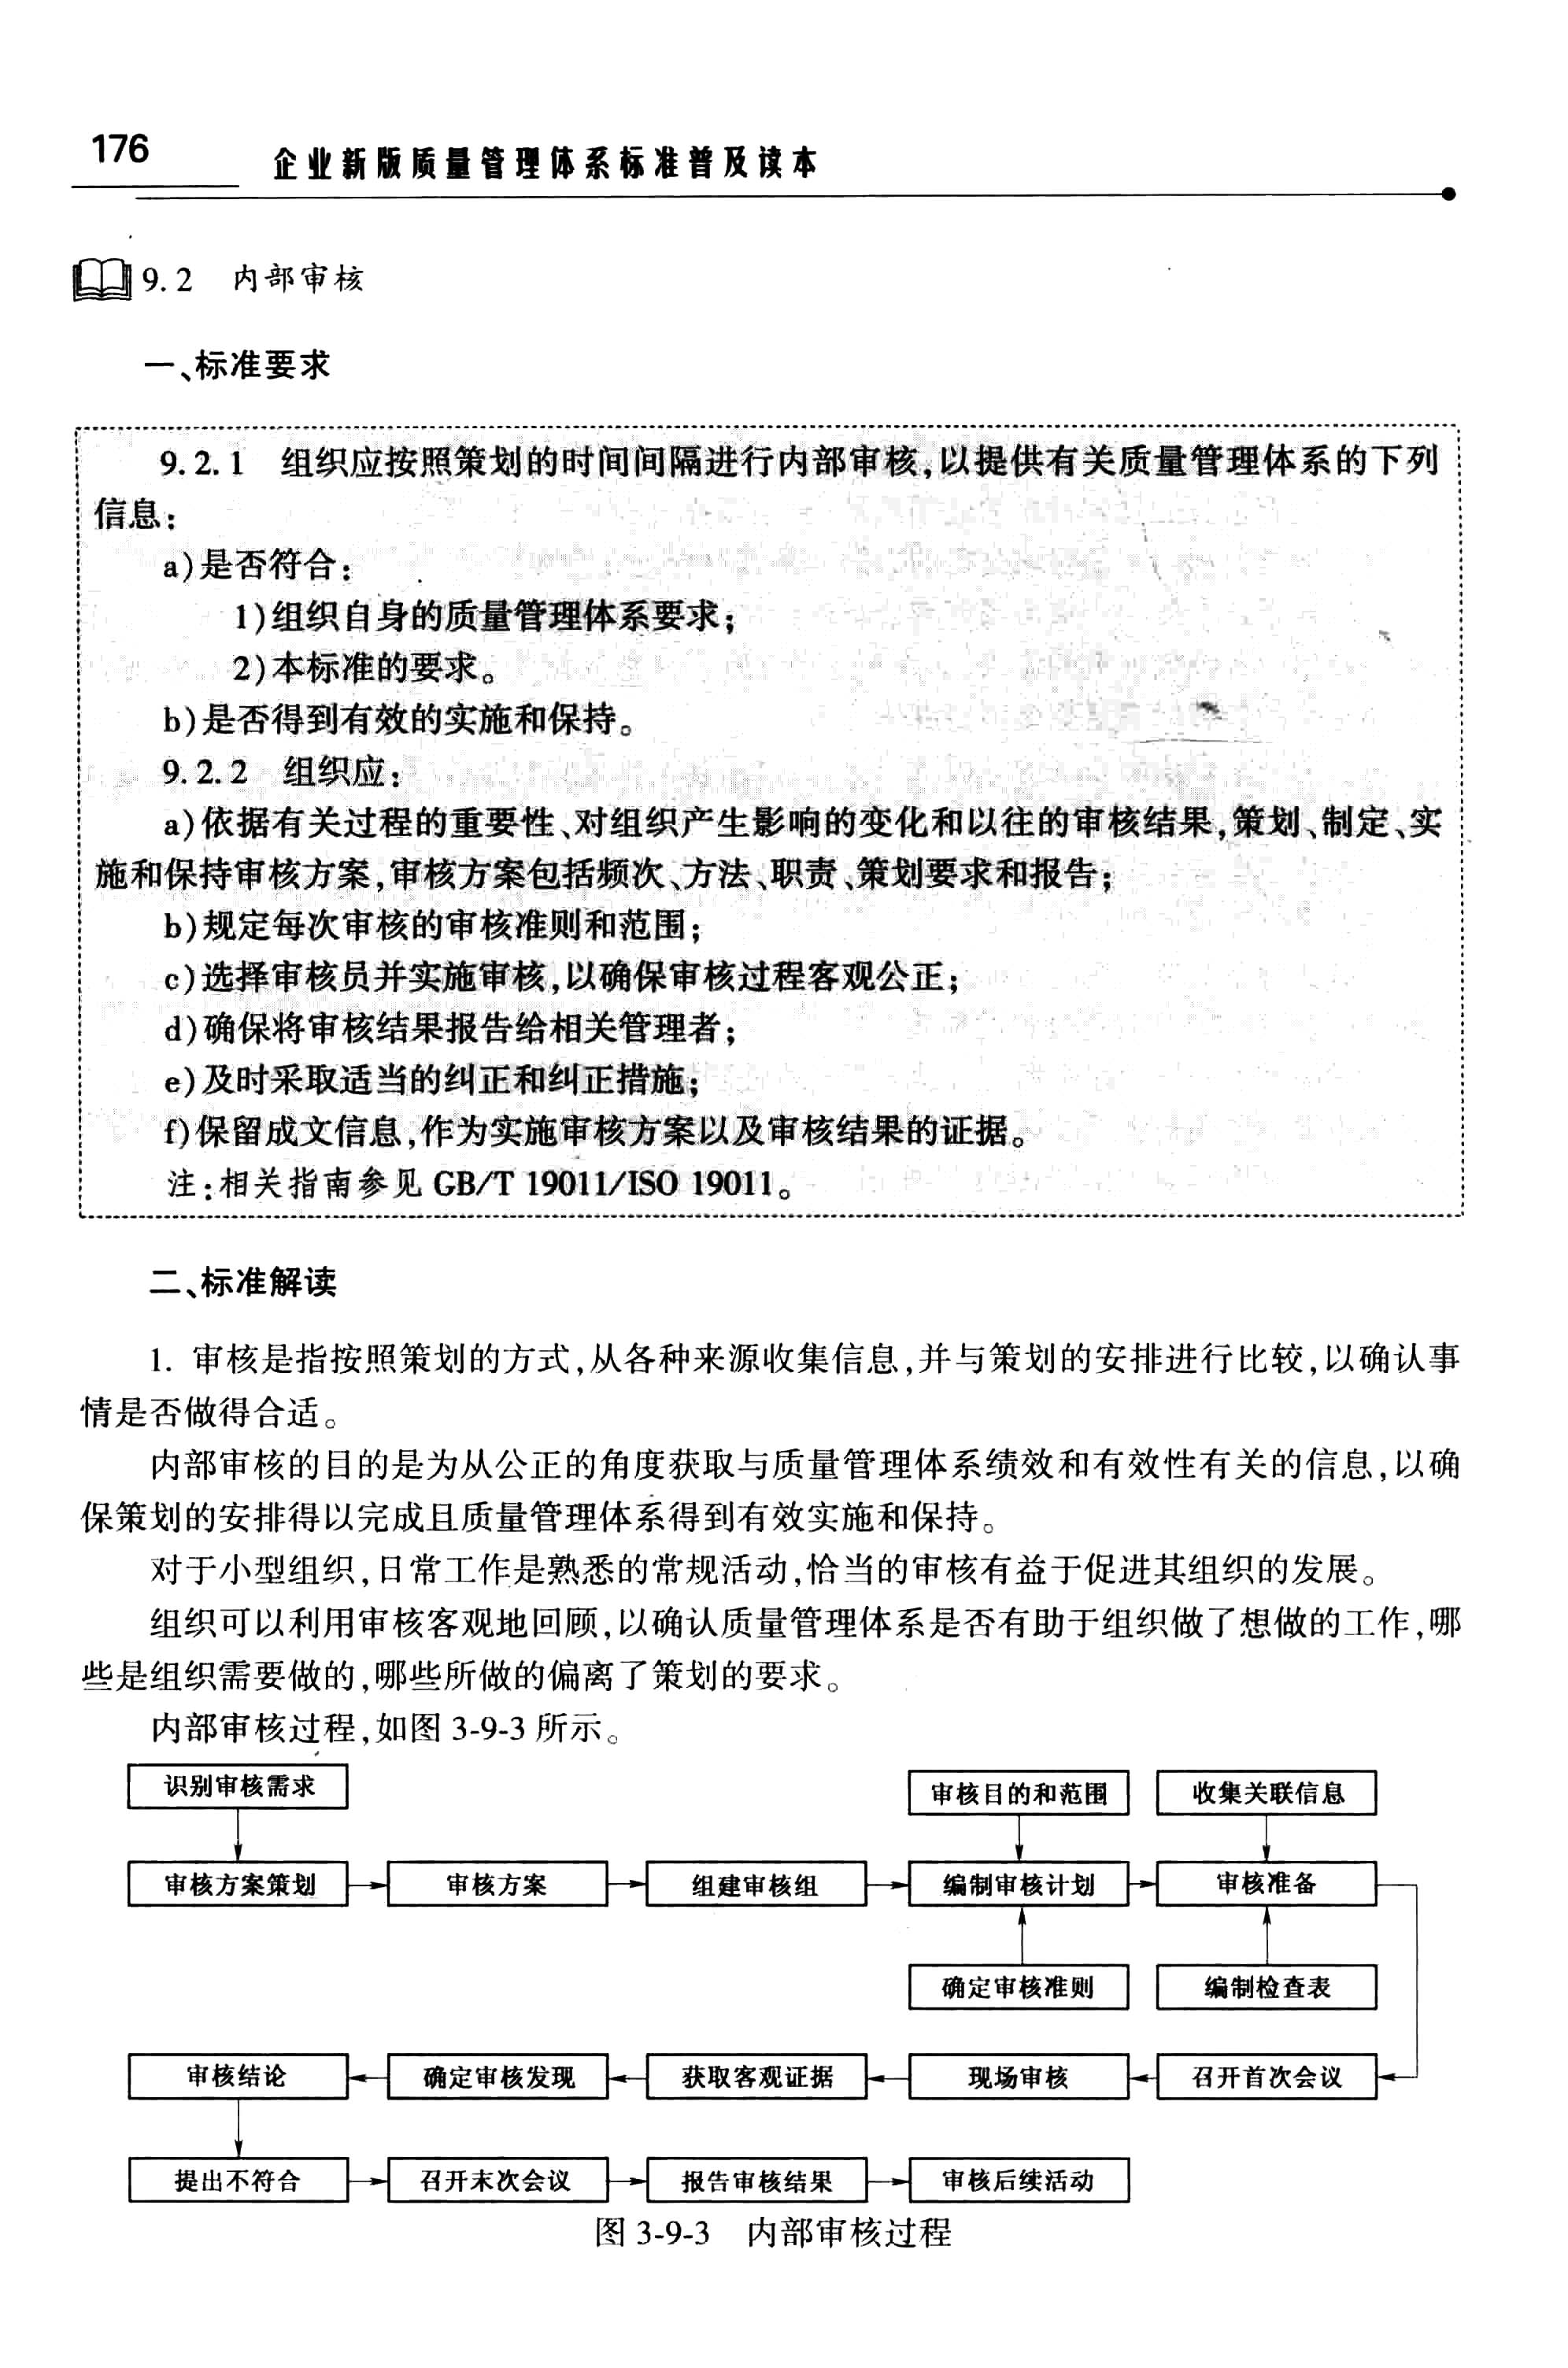 176
企业新版质量管理体系标准普及读本
9.2 内部审核
一、标准要求
9.2.1 组织应按照策划的时间间隔进行内部审核,以提供有关质量管理体系的下列
信息:
a)是否符合:
1)组织自身的质量管理体系要求;
2)本标准的要求。
b)是否得到有效的实施和保持。
9.2.2 组织应:
a)依据有关过程的重要性、对组织产生影响的变化和以往的审核结果,策划、制定、实
施和保持审核方案,审核方案包括频次、方法、职责、策划要求和报告;
b)规定每次审核的审核准则和范围;
c)选择审核员并实施审核,以确保审核过程客观公正;
d)确保将审核结果报告给相关管理者;
e)及时采取适当的纠正和纠正措施;
f)保留成文信息,作为实施审核方案以及审核结果的证据。
注:相关指南参见 GB/T 19011/ISO 19011。
二、标准解读
1. 审核是指按照策划的方式,从各种来源收集信息,并与策划的安排进行比较,以确认事
情是否做得合适。
内部审核的目的是为从公正的角度获取与质量管理体系绩效和有效性有关的信息,以确
保策划的安排得以完成且质量管理体系得到有效实施和保持。
对于小型组织,日常工作是熟悉的常规活动,恰当的审核有益于促进其组织的发展。
组织可以利用审核客观地回顾,以确认质量管理体系是否有助于组织做了想做的工作,哪
些是组织需要做的,哪些所做的偏离了策划的要求。
内部审核过程,如图 3-9-3 所示。
识别审核需求
审核目的和范围
收集关联信息
审核方案策划
审核方案
组建审核组
编制审核计划
审核准备
确定审核准则
编制检查表
审核结论
确定审核发现
获取客观证据
现场审核
召开首次会议
提出不符合
召开末次会议
报告审核结果
审核后续活动
图 3-9-3 内部审核过程